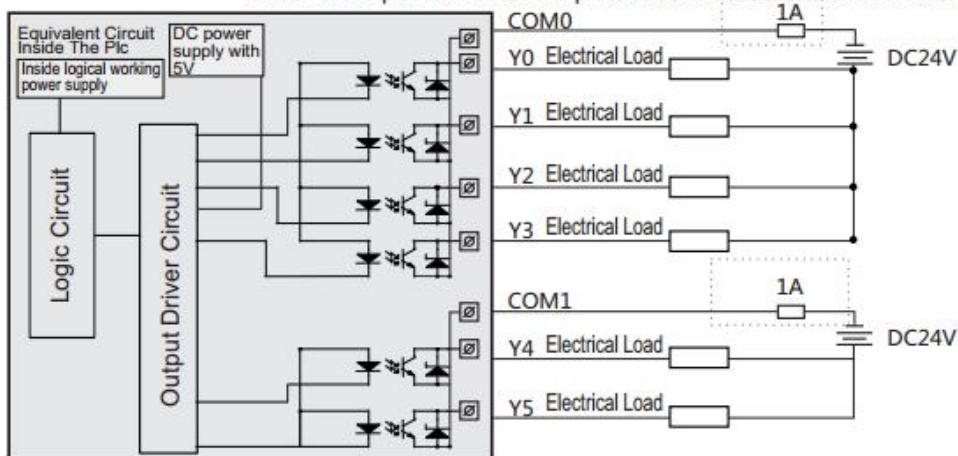 COM0
1A
Equivalent Circuit
Inside The Plc
DC power
supply with
5V
Inside logical working
power supply
DC24V
Y0 Electrical Load
Y1 Electrical Load
Y2 Electrical Load
Y3 Electrical Load
Logic Circuit
Output Driver Circuit
COM1
1A
DC24V
Y4 Electrical Load
Y5 Electrical Load